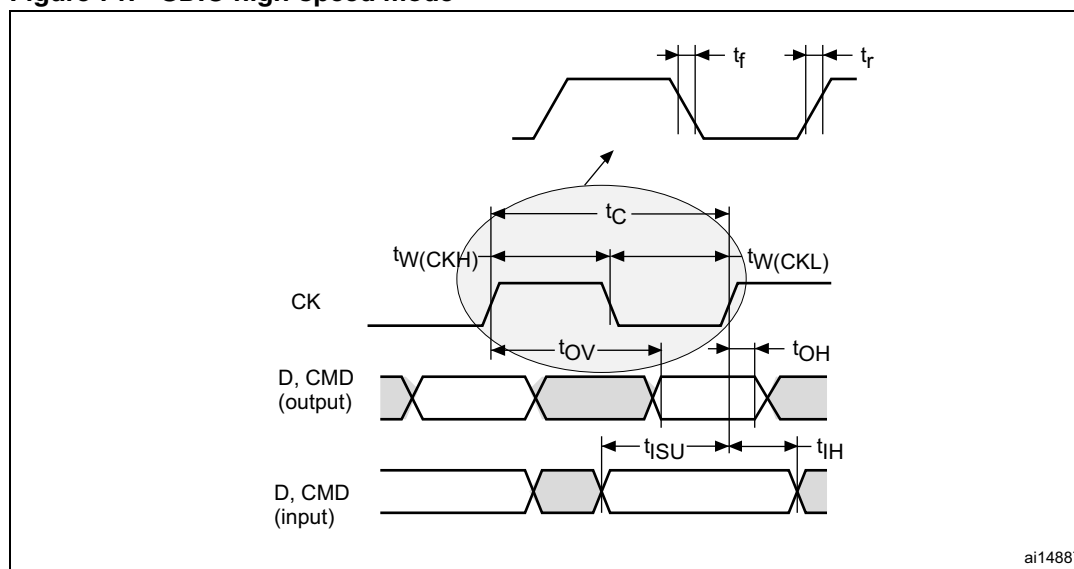 tf
tr
tC
tW(CKH)
tW(CKL)
CK
tOV
tOH
D, CMD
(output)
tISU
tIH
D, CMD
(input)